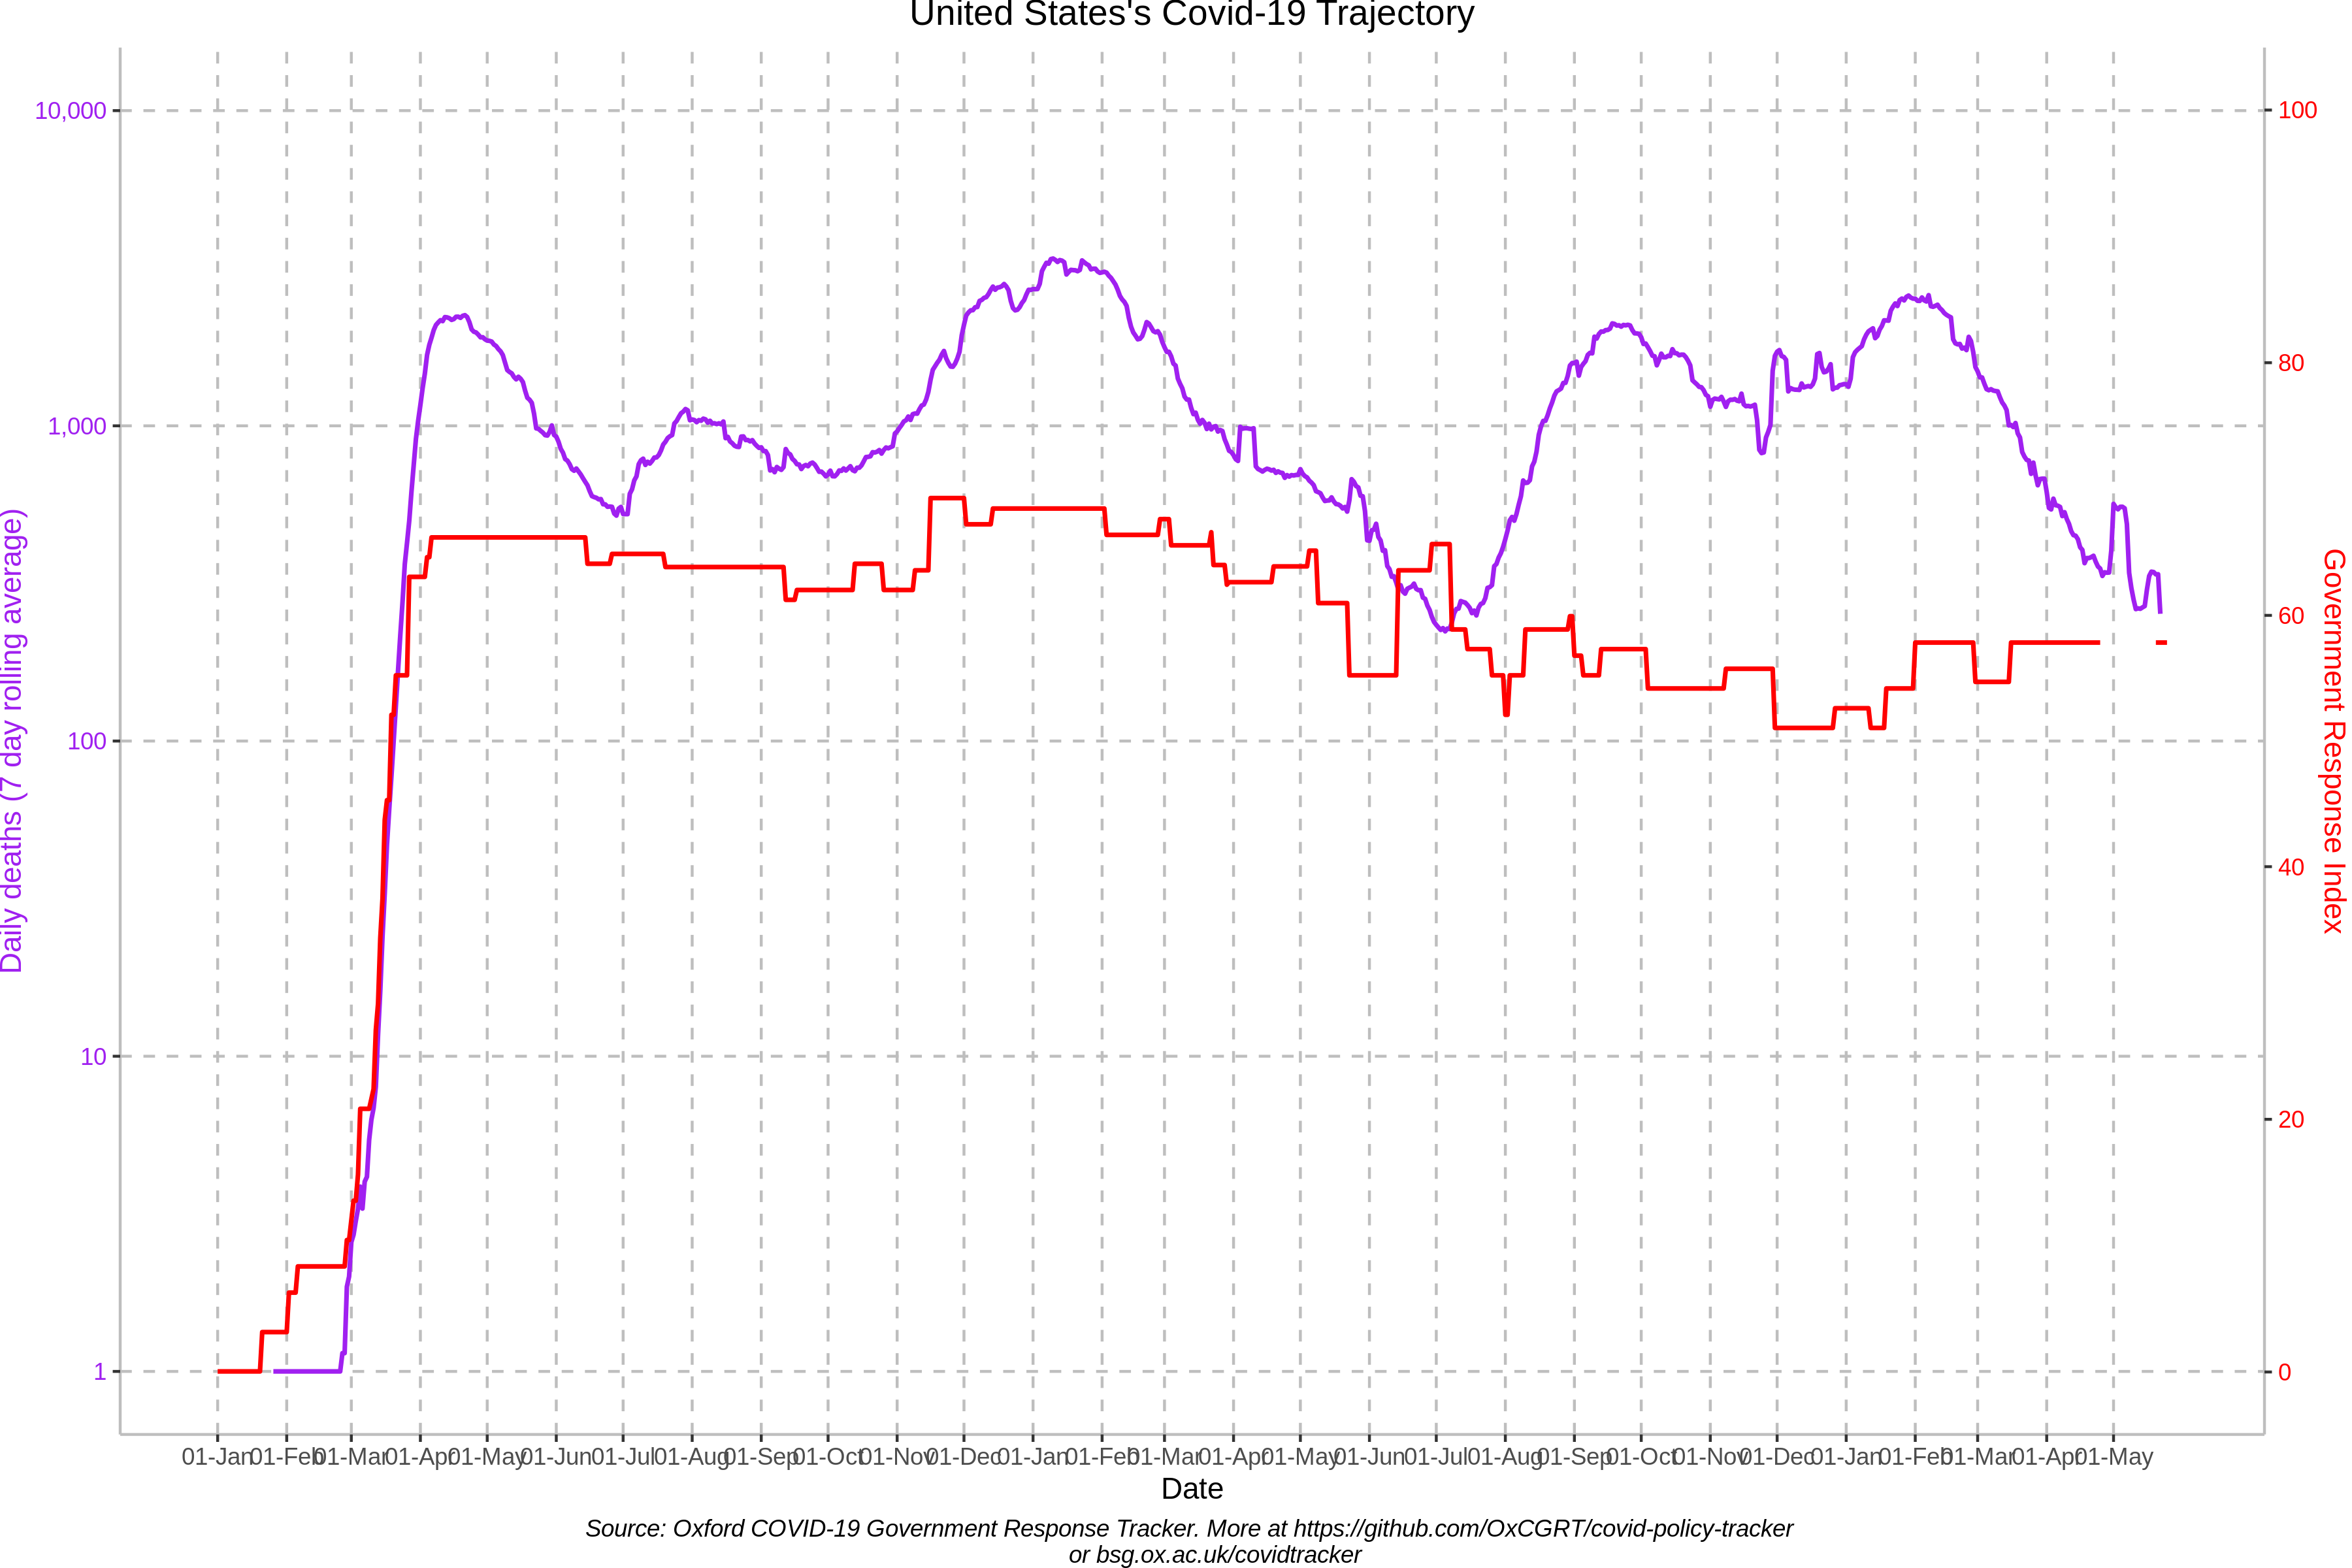 United States's Covid-19 Trajectory
10,000
1,000
100
10
1
Daily deaths (7 day rolling average)
100
80
60
40
20
0
Government Response Index
01-Jan 01-Feb 01-Mar 01-Apr 01-May 01-Jun 01-Jul 01-Aug 01-Sep 01-Oct 01-Nov 01-Dec 01-Jan 01-Feb 01-Mar 01-Apr 01-May 01-Jun 01-Jul 01-Aug 01-Sep 01-Oct 01-Nov 01-Dec 01-Jan 01-Feb 01-Mar 01-Apr 01-May
Date
Source: Oxford COVID-19 Government Response Tracker. More at https://github.com/OxCGRT/covid-policy-tracker
or bsg.ox.ac.uk/covidtracker